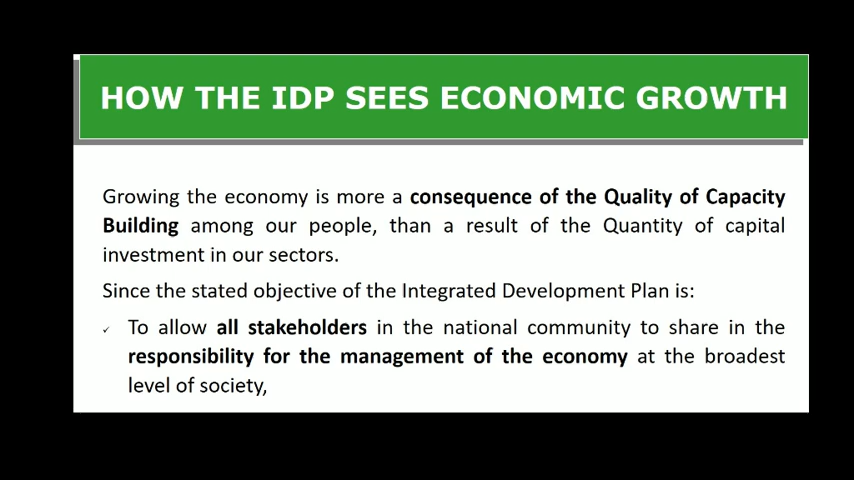 HOW THE IDP SEES ECONOMIC GROWTH
Growing the economy is more a consequence of the Quality of Capacity
Building among our people, than a result of the Quantity of capital
investment in our sectors.
Since the stated objective of the Integrated Development Plan is:
✓ To allow all stakeholders in the national community to share in the
responsibility for the management of the economy at the broadest
level of society,